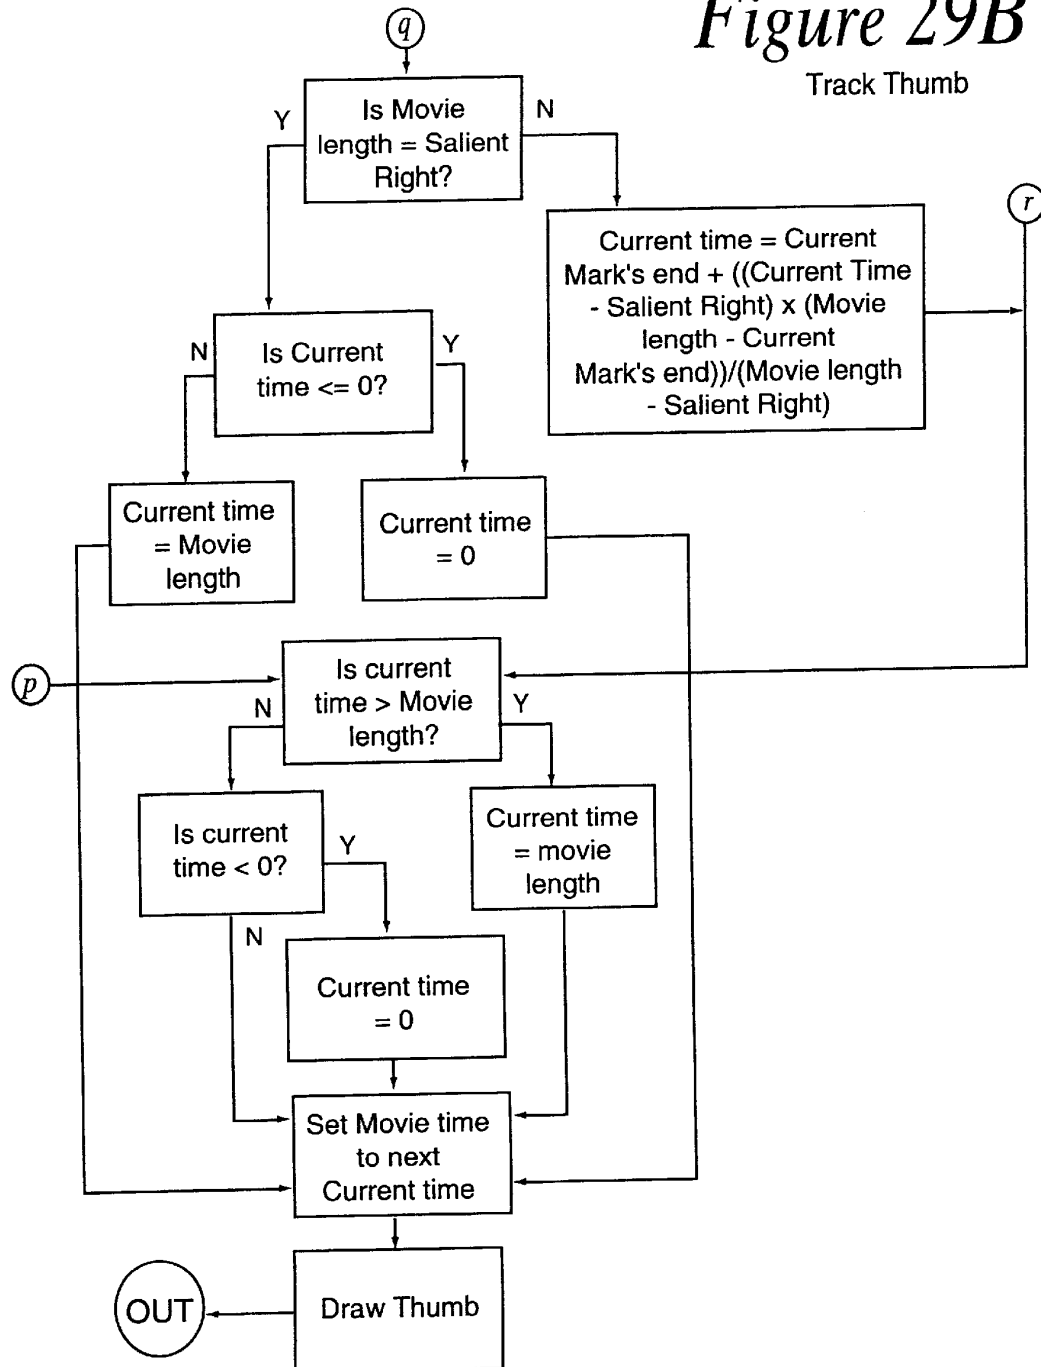 Figure 29B
Track Thumb
q
Is Movie
length = Salient
Right?
Y
N
r
Current time = Current
Mark's end + ((Current Time
- Salient Right) x (Movie
length - Current
Mark's end))/(Movie length
- Salient Right)
Is Current
time <= 0?
N
Y
Current time
= Movie
length
Current time
= 0
p
Is current
time > Movie
length?
N
Y
Is current
time < 0?
Y
N
Current time
= movie
length
Current time
= 0
Set Movie time
to next
Current time
Draw Thumb
OUT